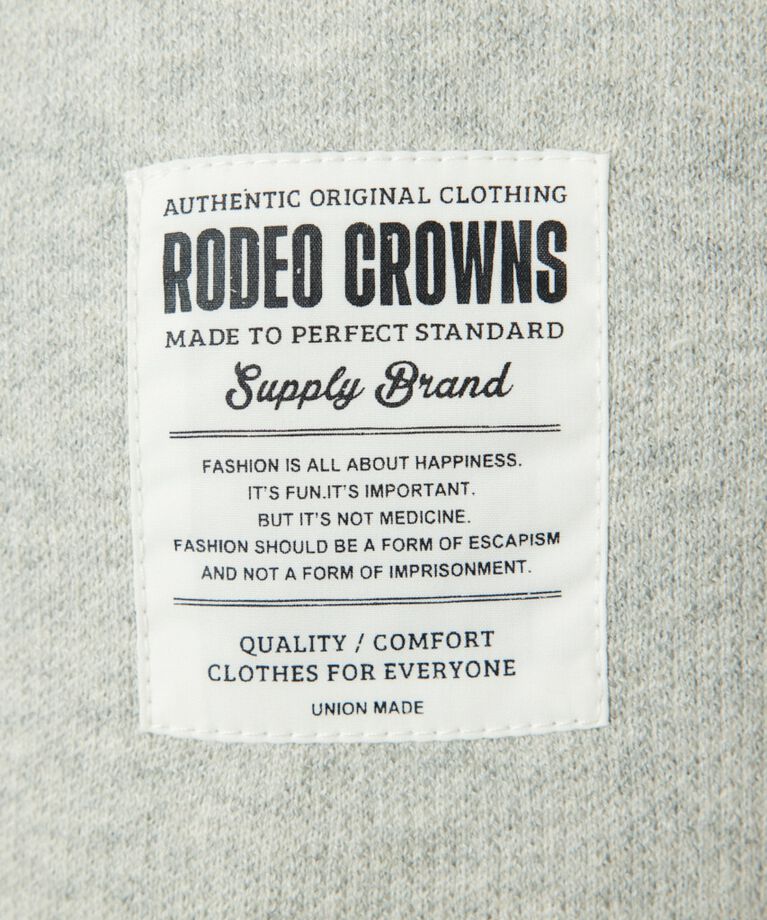 AUTHENTIC ORIGINAL CLOTHING
RODEO CROWNS
MADE TO PERFECT STANDARD
Supply Brand
FASHION IS ALL ABOUT HAPPINESS.
IT'S FUN.IT'S IMPORTANT.
BUT IT'S NOT MEDICINE.
FASHION SHOULD BE A FORM OF ESCAPISM
AND NOT A FORM OF IMPRISONMENT.
QUALITY / COMFORT
CLOTHES FOR EVERYONE
UNION MADE